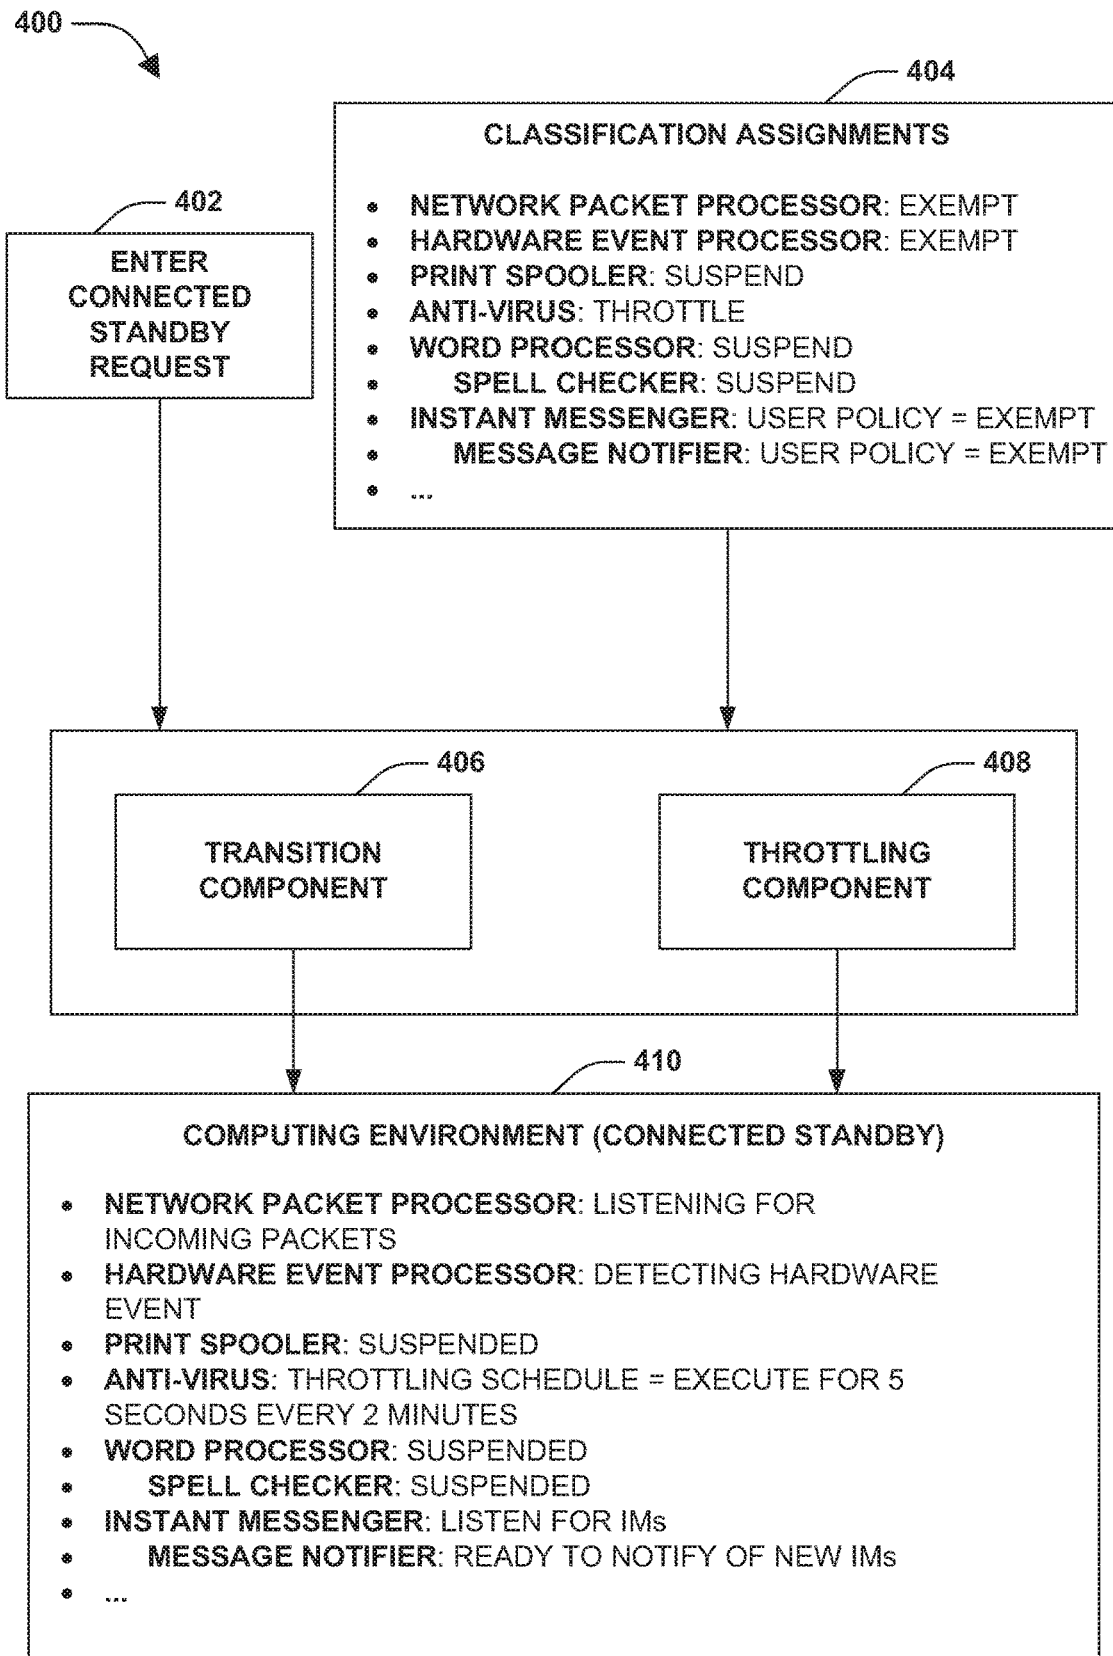 400
404
CLASSIFICATION ASSIGNMENTS
• NETWORK PACKET PROCESSOR: EXEMPT
• HARDWARE EVENT PROCESSOR: EXEMPT
• PRINT SPOOLER: SUSPEND
• ANTI-VIRUS: THROTTLE
• WORD PROCESSOR: SUSPEND
• SPELL CHECKER: SUSPEND
• INSTANT MESSENGER: USER POLICY = EXEMPT
• MESSAGE NOTIFIER: USER POLICY = EXEMPT
• ...
402
ENTER
CONNECTED
STANDBY
REQUEST
406
TRANSITION
COMPONENT
408
THROTTLING
COMPONENT
410
COMPUTING ENVIRONMENT (CONNECTED STANDBY)
• NETWORK PACKET PROCESSOR: LISTENING FOR
INCOMING PACKETS
• HARDWARE EVENT PROCESSOR: DETECTING HARDWARE
EVENT
• PRINT SPOOLER: SUSPENDED
• ANTI-VIRUS: THROTTLING SCHEDULE = EXECUTE FOR 5
SECONDS EVERY 2 MINUTES
• WORD PROCESSOR: SUSPENDED
• SPELL CHECKER: SUSPENDED
• INSTANT MESSENGER: LISTEN FOR IMs
• MESSAGE NOTIFIER: READY TO NOTIFY OF NEW IMs
• ...